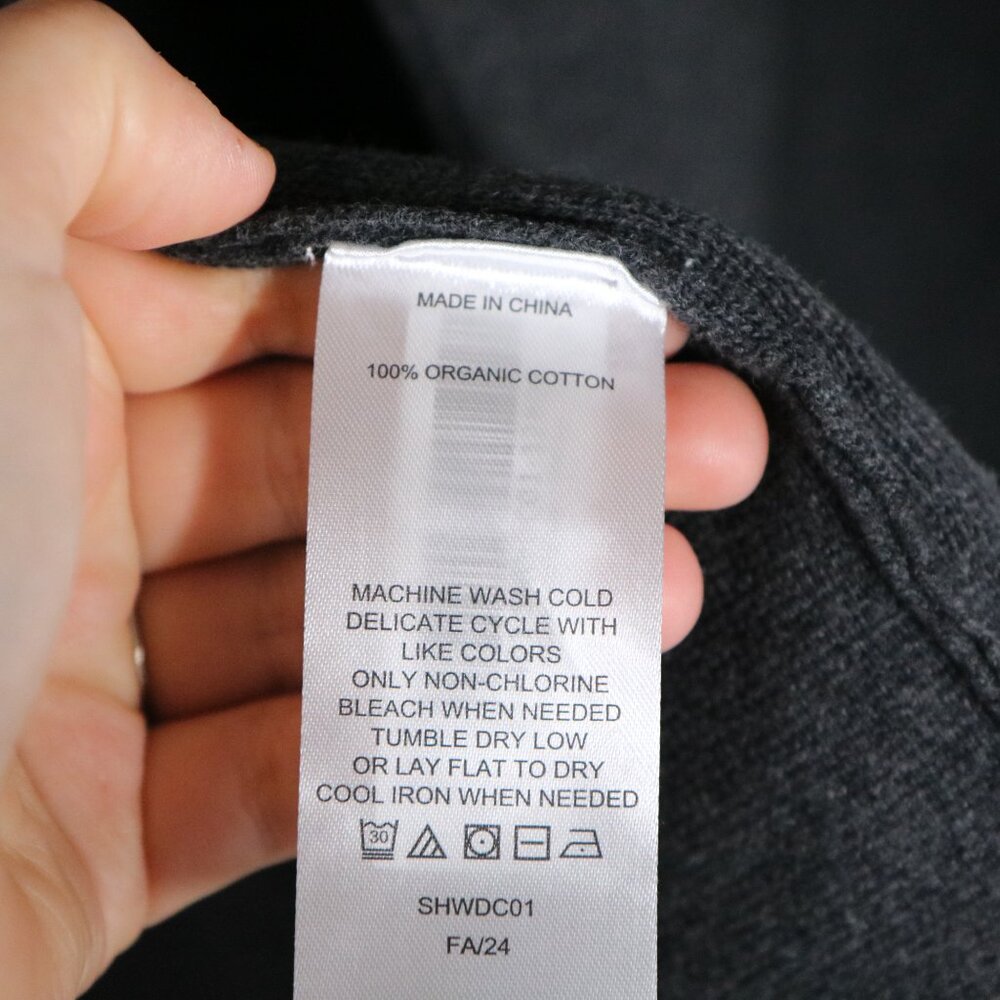 MADE IN CHINA
100% ORGANIC COTTON
MACHINE WASH COLD
DELICATE CYCLE WITH
LIKE COLORS
ONLY NON-CHLORINE
BLEACH WHEN NEEDED
TUMBLE DRY LOW
OR LAY FLAT TO DRY
COOL IRON WHEN NEEDED
30
SHWDC01
FA/24